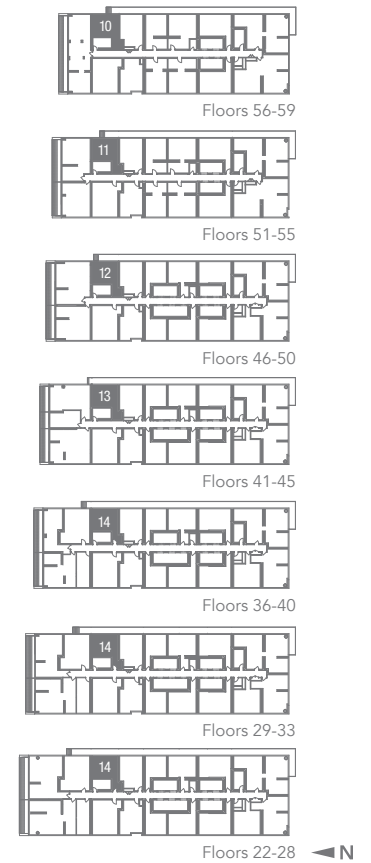 10
Floors 56-59
11
Floors 51-55
12
Floors 46-50
13
Floors 41-45
14
Floors 36-40
14
Floors 29-33
14
Floors 22-28 N